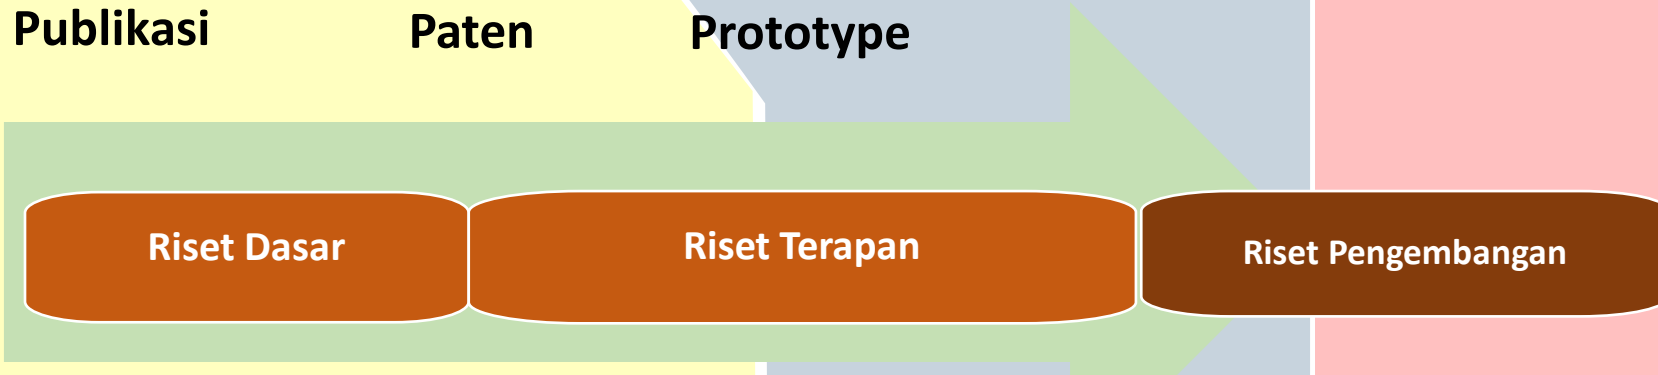 Publikasi
Paten
Prototype
Riset Dasar
Riset Terapan
Riset Pengembangan